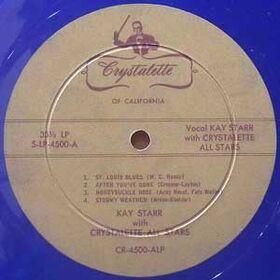 Crystalette
OF CALIFORNIA
33⅓ LP
S-LP-4500-A
Vocal KAY STARR
with CRYSTALETTE
ALL STARS
1. ST. LOUIS BLUES (W. C. Handy)
2. AFTER YOU'VE GONE (Creamer-Layton)
3. HONEYSUCKLE ROSE (Andy Razaf, Fats Waller)
4. STORMY WEATHER (Arlen-Koehler)
KAY STARR
with
CRYSTALETTE ALL STARS
CR-4500-ALP